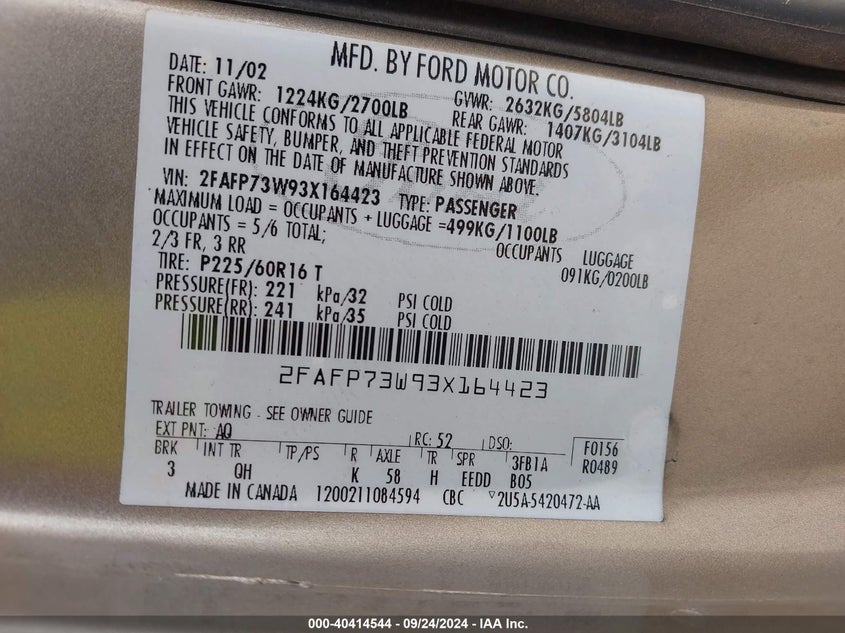 MFD. BY FORD MOTOR CO.
DATE: 11/02 GVWR: 2632KG/5804LB
FRONT GAWR: 1224KG/2700LB REAR GAWR: 1407KG/3104LB
THIS VEHICLE CONFORMS TO ALL APPLICABLE FEDERAL MOTOR
VEHICLE SAFETY, BUMPER, AND THEFT PREVENTION STANDARDS
IN EFFECT ON THE DATE OF MANUFACTURE SHOWN ABOVE.
VIN: 2FAFP73W93X164423 TYPE: PASSENGER
MAXIMUM LOAD = OCCUPANTS + LUGGAGE =499KG/1100LB
OCCUPANTS = 5/6 TOTAL; OCCUPANTS LUGGAGE
2/3 FR, 3 RR 091KG/0200LB
TIRE: P225/60R16 T
PRESSURE(FR): 221 kPa/32 PSI COLD
PRESSURE(RR): 241 kPa/35 PSI COLD
2FAFP73W93X164423
TRAILER TOWING - SEE OWNER GUIDE
EXT PNT: AQ RC: 52 DSO: F0156
BRK INT TR TP/PS R AXLE TR SPR 3FB1A R0489
3 QH K 58 H EEDD B05
MADE IN CANADA 1200211084594 CBC ▽2U5A-5420472-AA
000-40414544 - 09/24/2024 - IAA Inc.